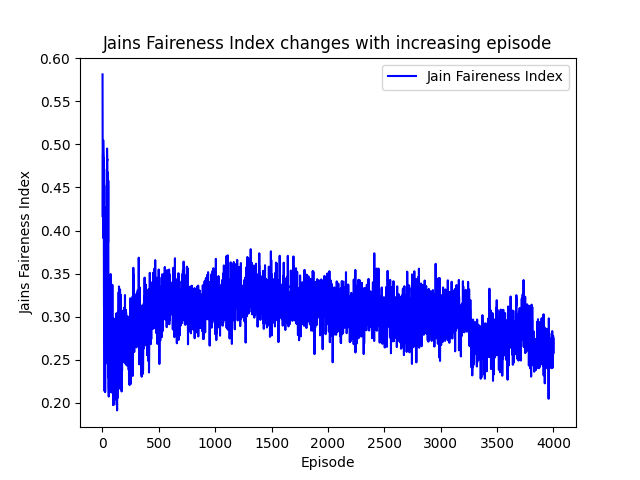 Jains Faireness Index changes with increasing episode
Jain Faireness Index
0.60
0.55
0.50
0.45
0.40
0.35
0.30
0.25
0.20
Jains Faireness Index
0 500 1000 1500 2000 2500 3000 3500 4000
Episode